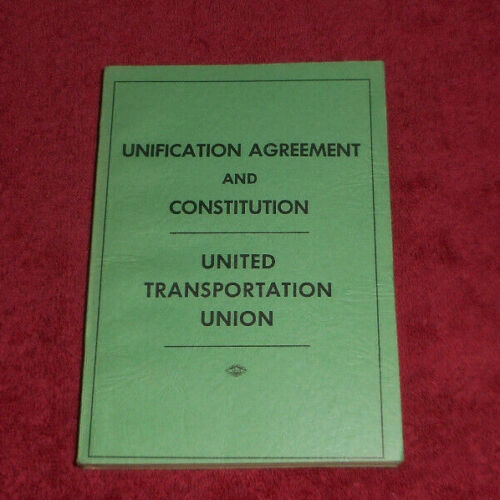 UNIFICATION AGREEMENT
AND
CONSTITUTION
UNITED
TRANSPORTATION
UNION